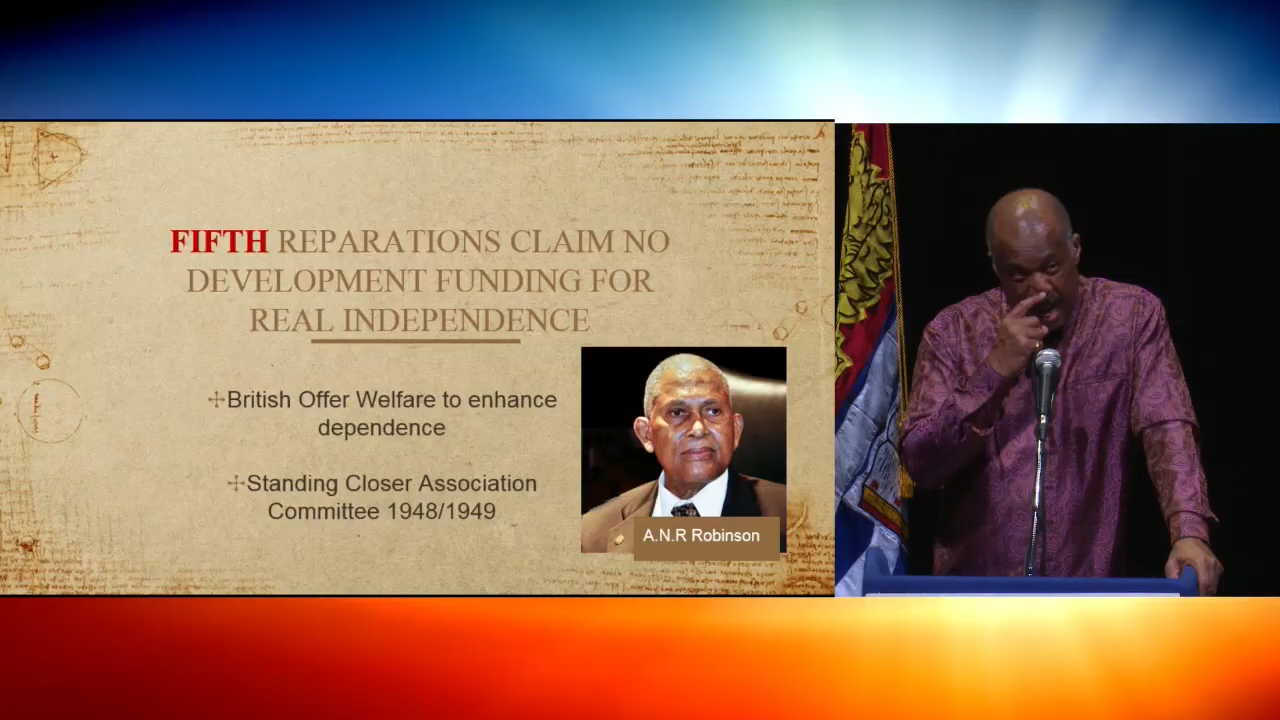 FIFTH REPARATIONS CLAIM NO
DEVELOPMENT FUNDING FOR
REAL INDEPENDENCE
✢British Offer Welfare to enhance
dependence
✢Standing Closer Association
Committee 1948/1949
A.N.R Robinson